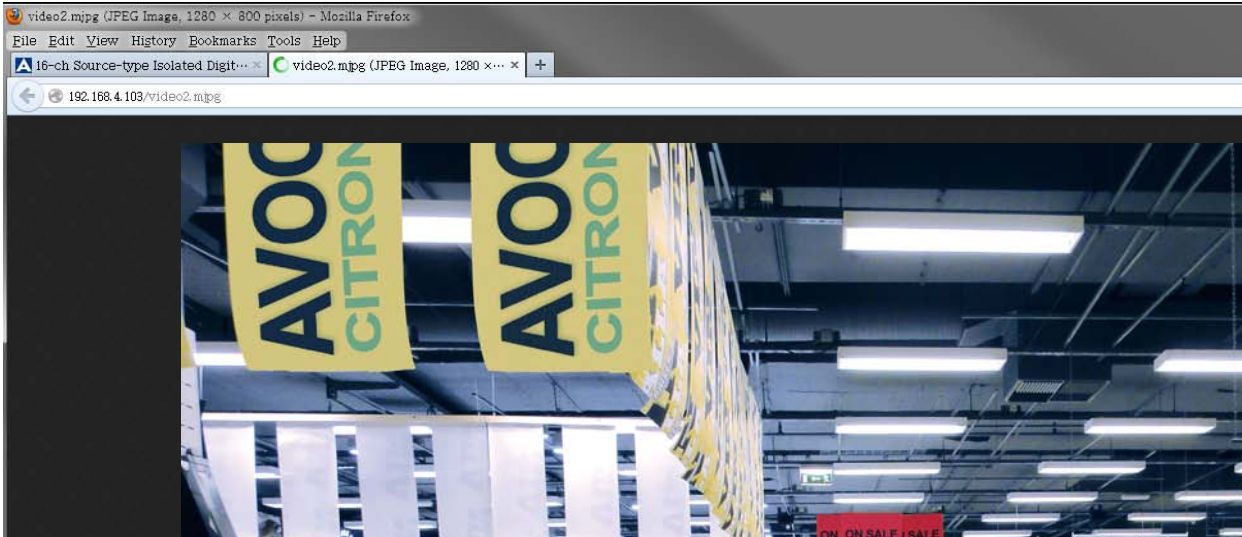 video2.mjpg (JPEG Image, 1280 × 800 pixels) - Mozilla Firefox
File Edit View History Bookmarks Tools Help
16-ch Source-type Isolated Digit··· × video2.mjpg (JPEG Image, 1280 ×··· × +
192.168.4.103/video2.mjpg
AVOC
CITRON
AVOC
CITRON
ON ON SALE SALE